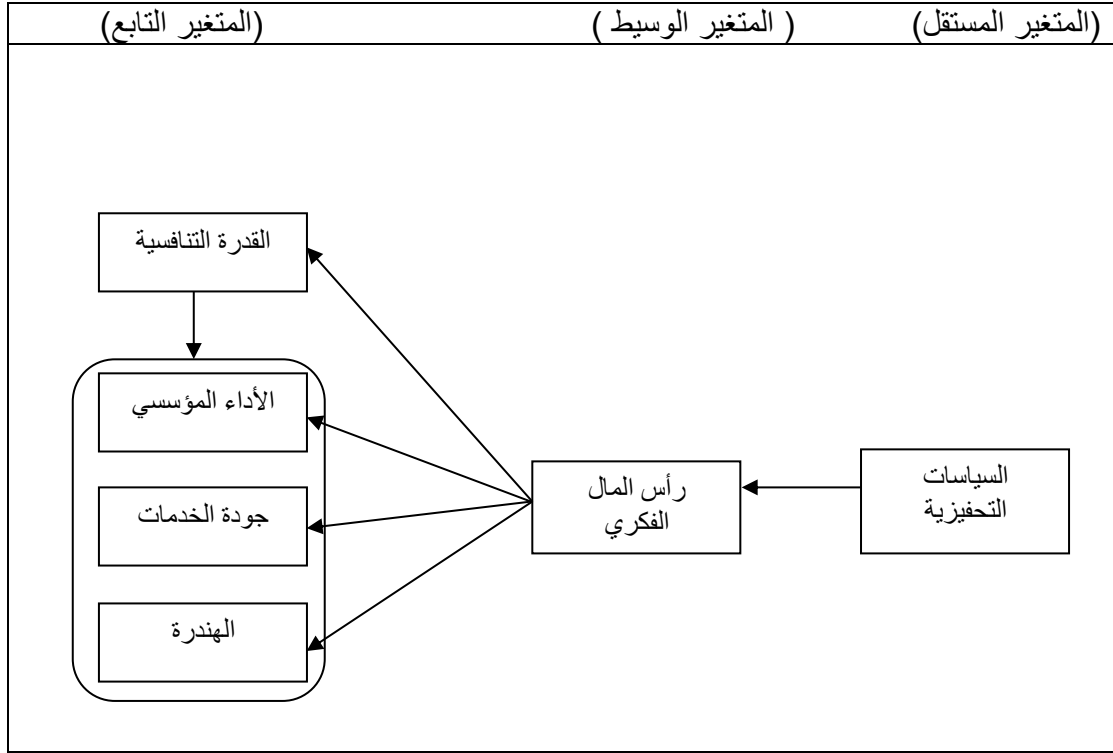 (المتغير المستقل) ( المتغير الوسيط ) (المتغير التابع)
القدرة التنافسية
الأداء المؤسسي
السياسات
التحفيزية
رأس المال
الفكري
جودة الخدمات
الهندرة